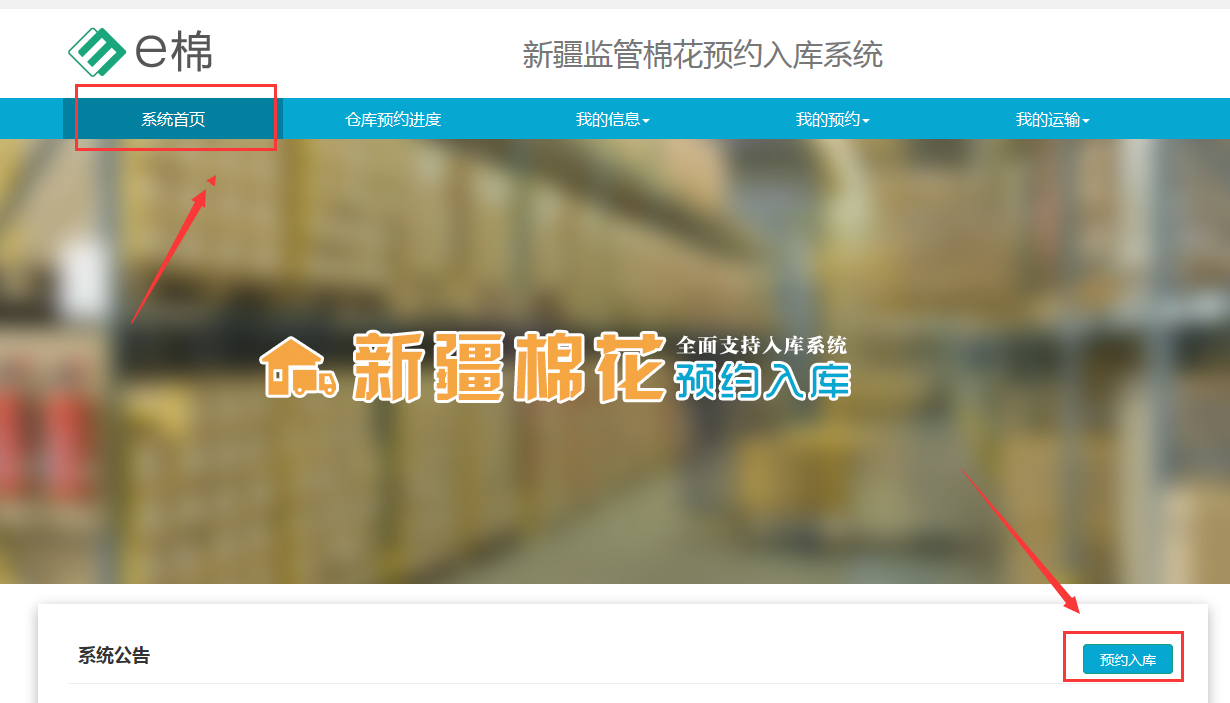 e棉
新疆监管棉花预约入库系统
系统首页
仓库预约进度
我的信息
我的预约
我的运输
新疆棉花
全面支持入库系统
预约入库
系统公告
预约入库